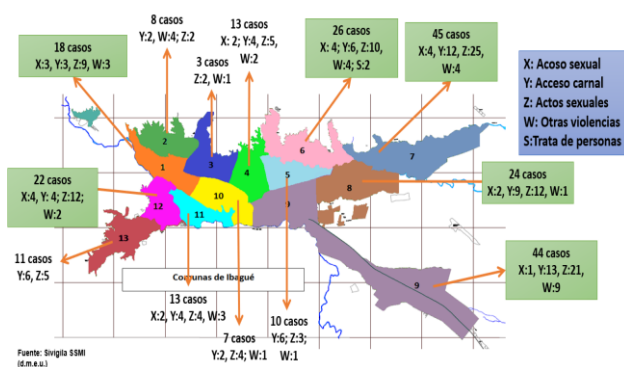 8 casos
Y:2, W:4; Z:2
13 casos
X: 2; Y:4, Z:5,
W:2
26 casos
X: 4; Y:6, Z:10,
W:4; S:2
45 casos
X:4, Y:12, Z:25,
W:4
18 casos
X:3, Y:3, Z:9, W:3
3 casos
Z:2, W:1
X: Acoso sexual
Y: Acceso carnal
Z: Actos sexuales
W: Otras violencias
S:Trata de personas
2
3
4
6
7
1
5
8
24 casos
X:2, Y:9, Z:12, W:1
22 casos
X:4, Y: 4; Z:12;
W:2
12
10
11
9
13
11 casos
Y:6, Z:5
Comunas de Ibagué
9
44 casos
X:1, Y:13, Z:21,
W:9
13 casos
X:2, Y:4, Z:4, W:3
7 casos
Y:2, Z:4; W:1
10 casos
Y:6; Z:3;
W:1
Fuente: Sivigila SSMI
(d.m.e.u.)